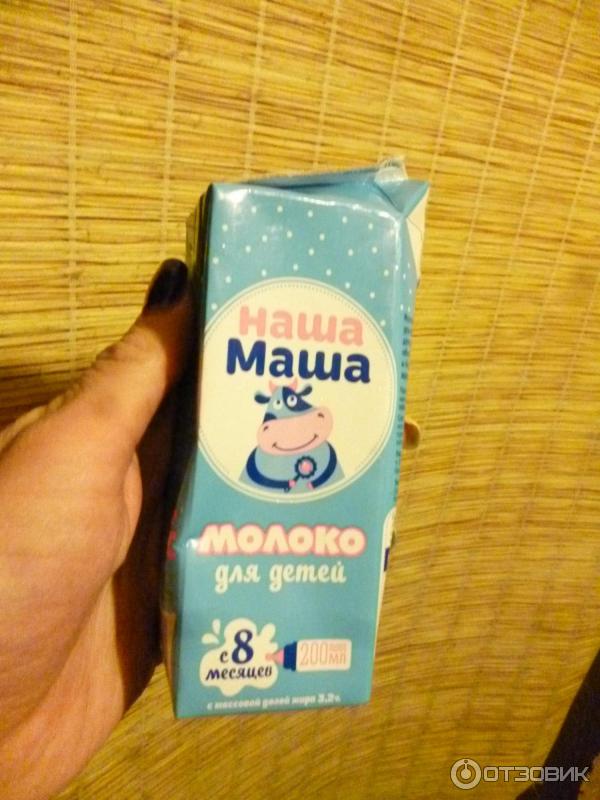 Наша
Маша
молоко
для детей
с 8
месяцев
200 мл
с массовой долей жира 3,2%
ОТЗОВИК